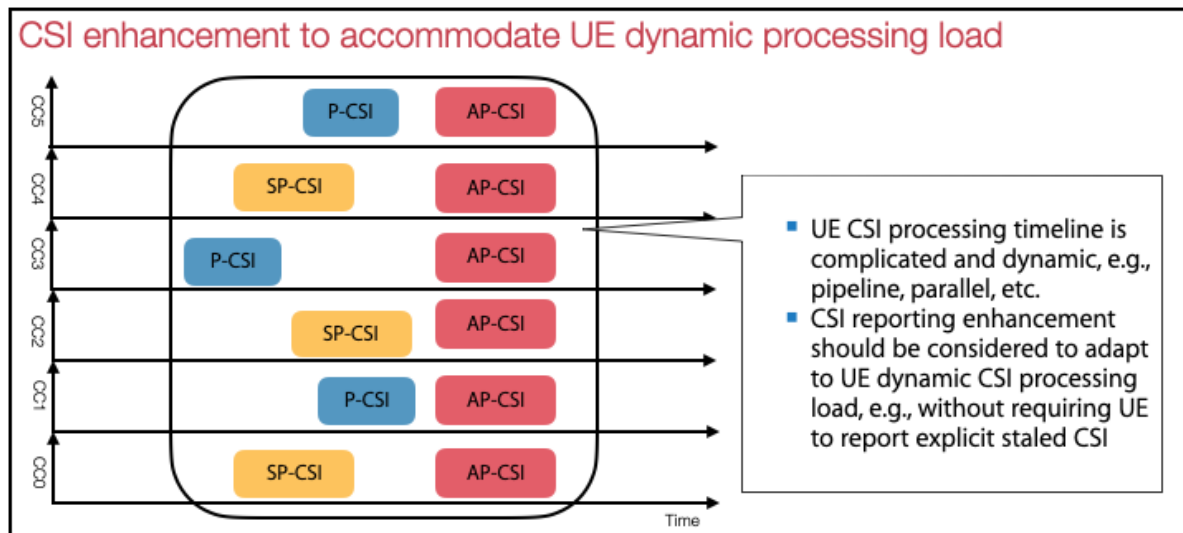 CSI enhancement to accommodate UE dynamic processing load
CC5
P-CSI
AP-CSI
CC4
SP-CSI
AP-CSI
CC3
P-CSI
AP-CSI
CC2
SP-CSI
AP-CSI
CC1
P-CSI
AP-CSI
CC0
SP-CSI
AP-CSI
Time
UE CSI processing timeline is
complicated and dynamic, e.g.,
pipeline, parallel, etc.
CSI reporting enhancement
should be considered to adapt
to UE dynamic CSI processing
load, e.g., without requiring UE
to report explicit staled CSI